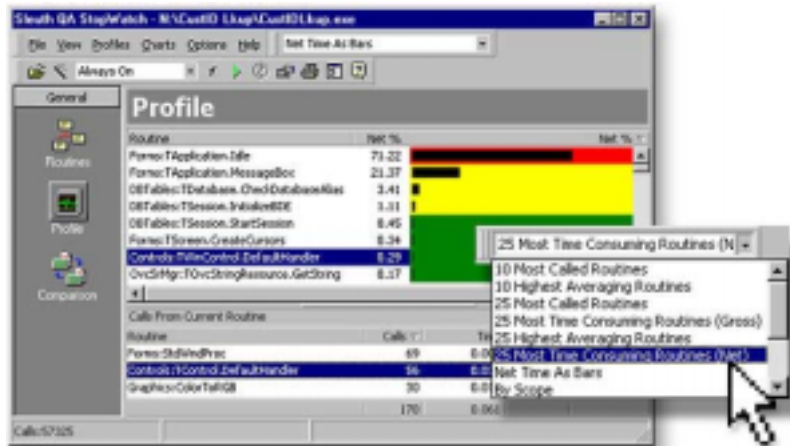 Sleuth QA StopWatch - N:\CustID Lkup\CustIDLkup.exe
File View Profiles Charts Options Help Net Time As Bars
Always On
General
Profile
Routine Net % Net %
Forms:TApplication.Idle 71.22
Forms:TApplication.MessageBox 21.37
DBTables:TDatabase.CheckDatabaseAlias 3.41
DBTables:TSession.InitializeBDE 1.11
DBTables:TSession.StartSession 0.45
Forms:TScreen.CreateCursors 0.34
Controls:TWinControl.DefaultHandler 0.29
OvcStrMgr:TOvcStringResource.GetString 0.17
Routines
Profile
Comparison
Calls From Current Routine
Routine Calls
Forms:StdWndProc 69
Controls:TControl.DefaultHandler 56
Graphics:ColorToRGB 30
170 0.061
Calls:57325
25 Most Time Consuming Routines (N
10 Most Called Routines
10 Highest Averaging Routines
25 Most Called Routines
25 Most Time Consuming Routines (Gross)
25 Highest Averaging Routines
25 Most Time Consuming Routines (Net)
Net Time As Bars
By Scope